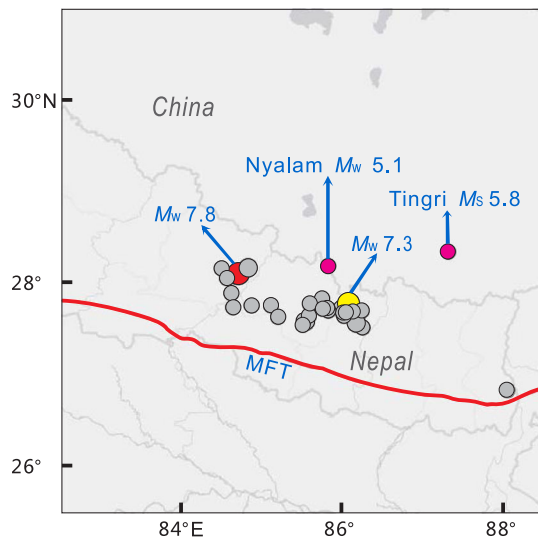 30°N
China
Nyalam Mw 5.1
Tingri Ms 5.8
Mw 7.8
Mw 7.3
28°
MFT
Nepal
26°
84°E
86°
88°